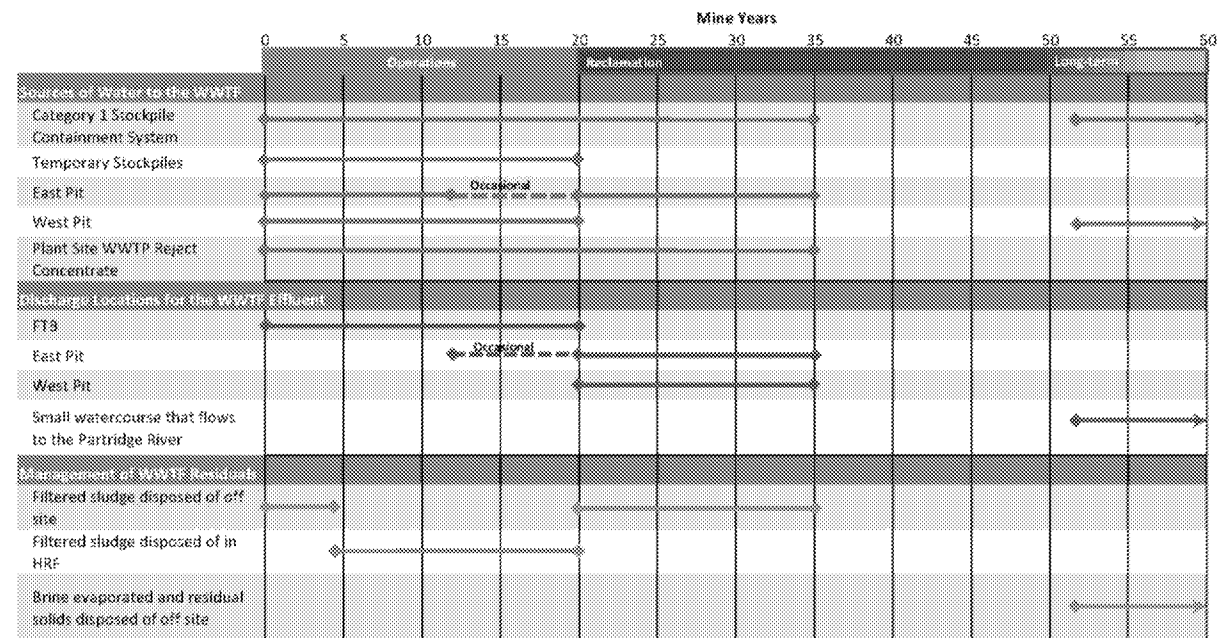 Mine Years
0 5 10 15 20 25 30 35 40 45 50 55 60
Operations Reclamation Long-term
Sources of Water to the WWTF
Category 1 Stockpile
Containment System
Temporary Stockpiles
East Pit
Occasional
West Pit
Plant Site WWTP Reject
Concentrate
Discharge Locations for the WWTF Effluent
FTB
East Pit
Occasional
West Pit
Small watercourse that flows
to the Partridge River
Management of WWTF Residuals
Filtered sludge disposed of off
site
Filtered sludge disposed of in
HRF
Brine evaporated and residual
solids disposed of off site